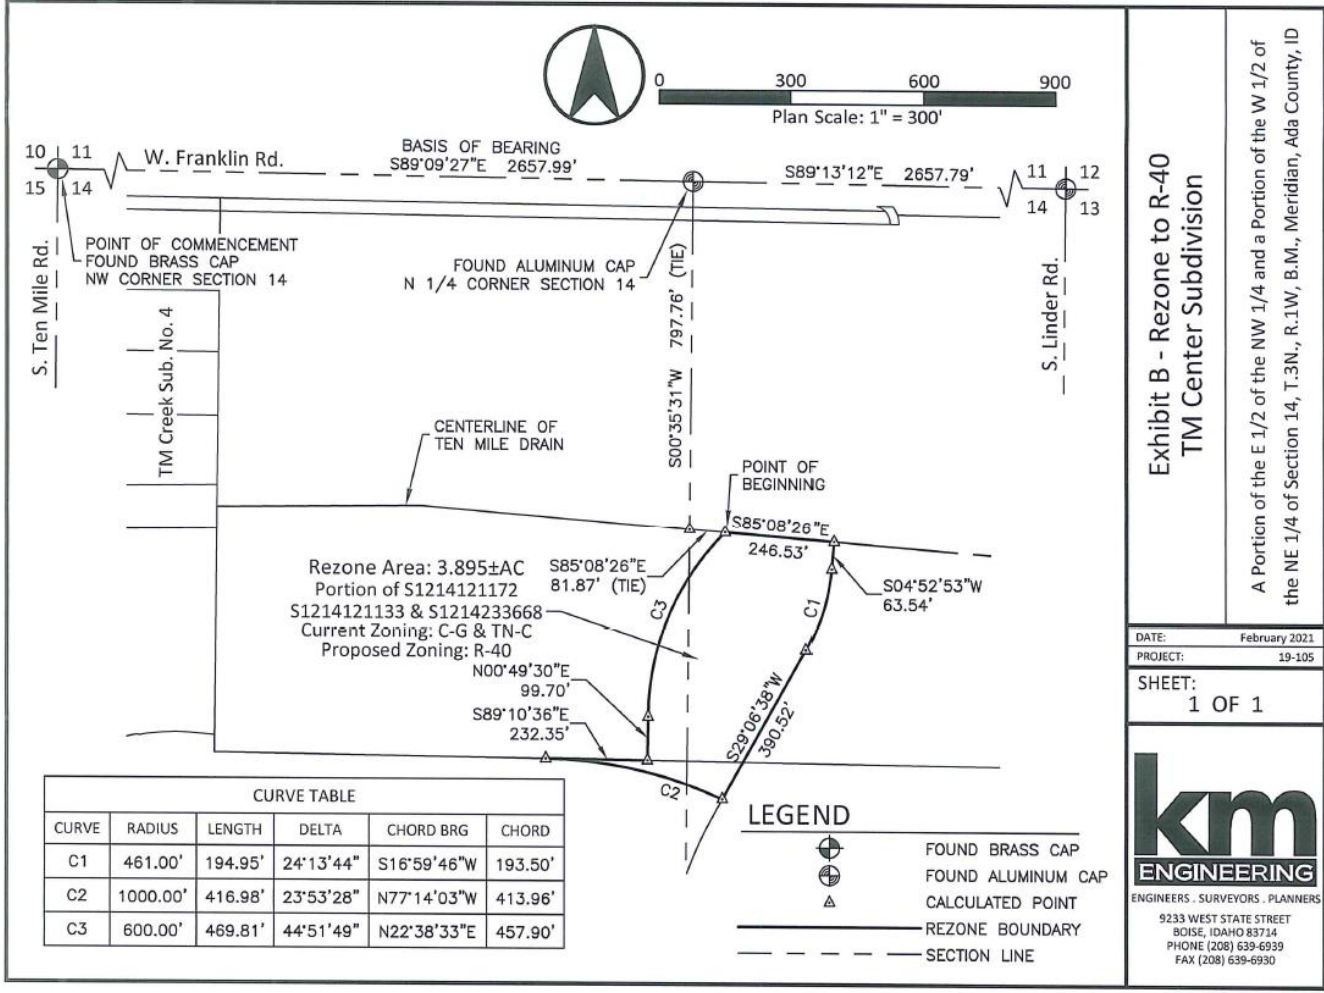 0 300 600 900
Plan Scale: 1" = 300'
10 11
15 14
W. Franklin Rd.
BASIS OF BEARING
S89°09'27"E 2657.99'
S89°13'12"E 2657.79'
11 12
14 13
POINT OF COMMENCEMENT
FOUND BRASS CAP
NW CORNER SECTION 14
FOUND ALUMINUM CAP
N 1/4 CORNER SECTION 14
S. Ten Mile Rd.
TM Creek Sub. No. 4
S00°35'31"W 797.76' (TIE)
S. Linder Rd.
CENTERLINE OF
TEN MILE DRAIN
POINT OF
BEGINNING
S85°08'26"E
246.53'
S85°08'26"E
81.87' (TIE)
S04°52'53"W
63.54'
Rezone Area: 3.895±AC
Portion of S1214121172
S1214121133 & S1214233668
Current Zoning: C-G & TN-C
Proposed Zoning: R-40
C3
C1
N00°49'30"E
99.70'
S89°10'36"E
232.35'
S29°06'38"W
390.52'
C2
CURVE TABLE
CURVE RADIUS LENGTH DELTA CHORD BRG CHORD
C1 461.00' 194.95' 24°13'44" S16°59'46"W 193.50'
C2 1000.00' 416.98' 23°53'28" N77°14'03"W 413.96'
C3 600.00' 469.81' 44°51'49" N22°38'33"E 457.90'
LEGEND
FOUND BRASS CAP
FOUND ALUMINUM CAP
CALCULATED POINT
REZONE BOUNDARY
SECTION LINE
Exhibit B - Rezone to R-40
TM Center Subdivision
A Portion of the E 1/2 of the NW 1/4 and a Portion of the W 1/2 of
the NE 1/4 of Section 14, T.3N., R.1W, B.M., Meridian, Ada County, ID
DATE: February 2021
PROJECT: 19-105
SHEET:
1 OF 1
km
ENGINEERING
ENGINEERS . SURVEYORS . PLANNERS
9233 WEST STATE STREET
BOISE, IDAHO 83714
PHONE (208) 639-6939
FAX (208) 639-6930